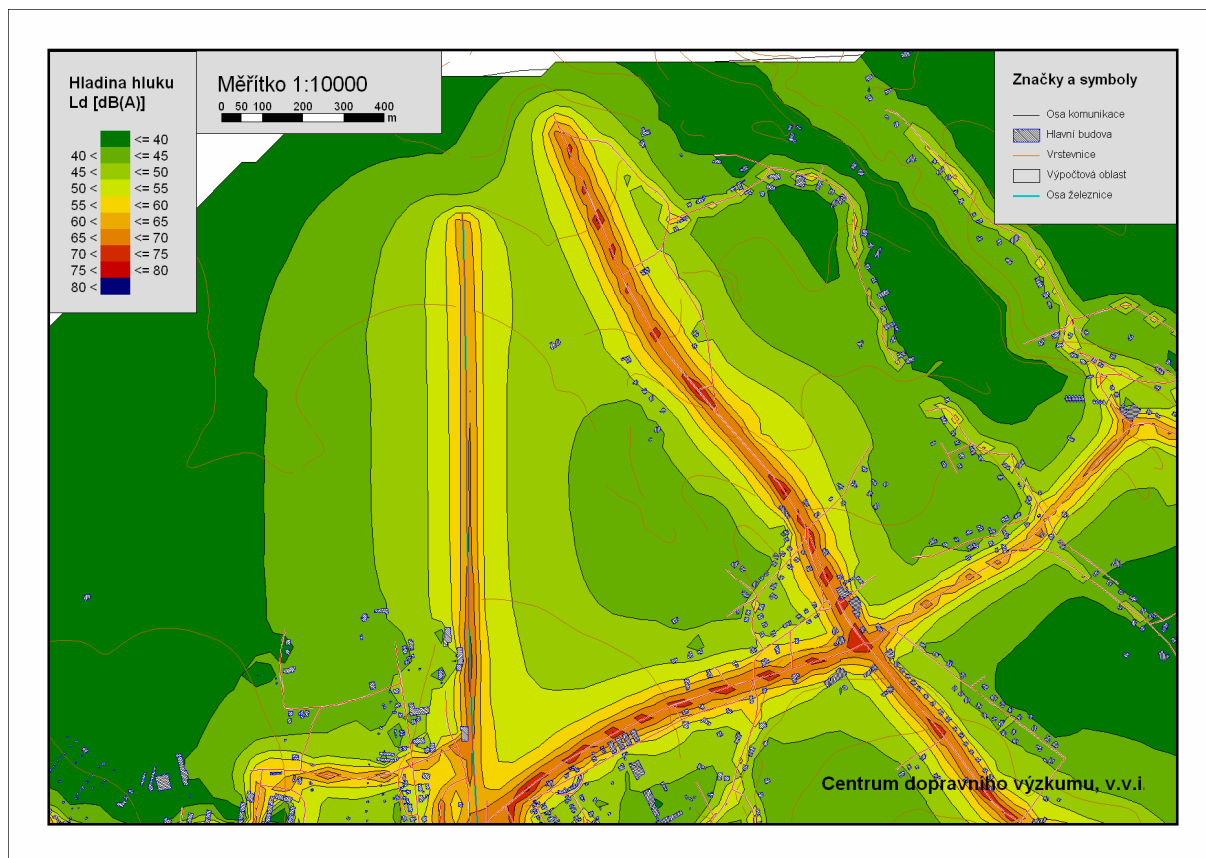 Hladina hluku
Ld [dB(A)]
<= 40
40 < <= 45
45 < <= 50
50 < <= 55
55 < <= 60
60 < <= 65
65 < <= 70
70 < <= 75
75 < <= 80
80 <
Měřítko 1:10000
0 50 100 200 300 400
m
Značky a symboly
Osa komunikace
Hlavní budova
Vrstevnice
Výpočtová oblast
Osa železnice
Centrum dopravního výzkumu, v.v.i.